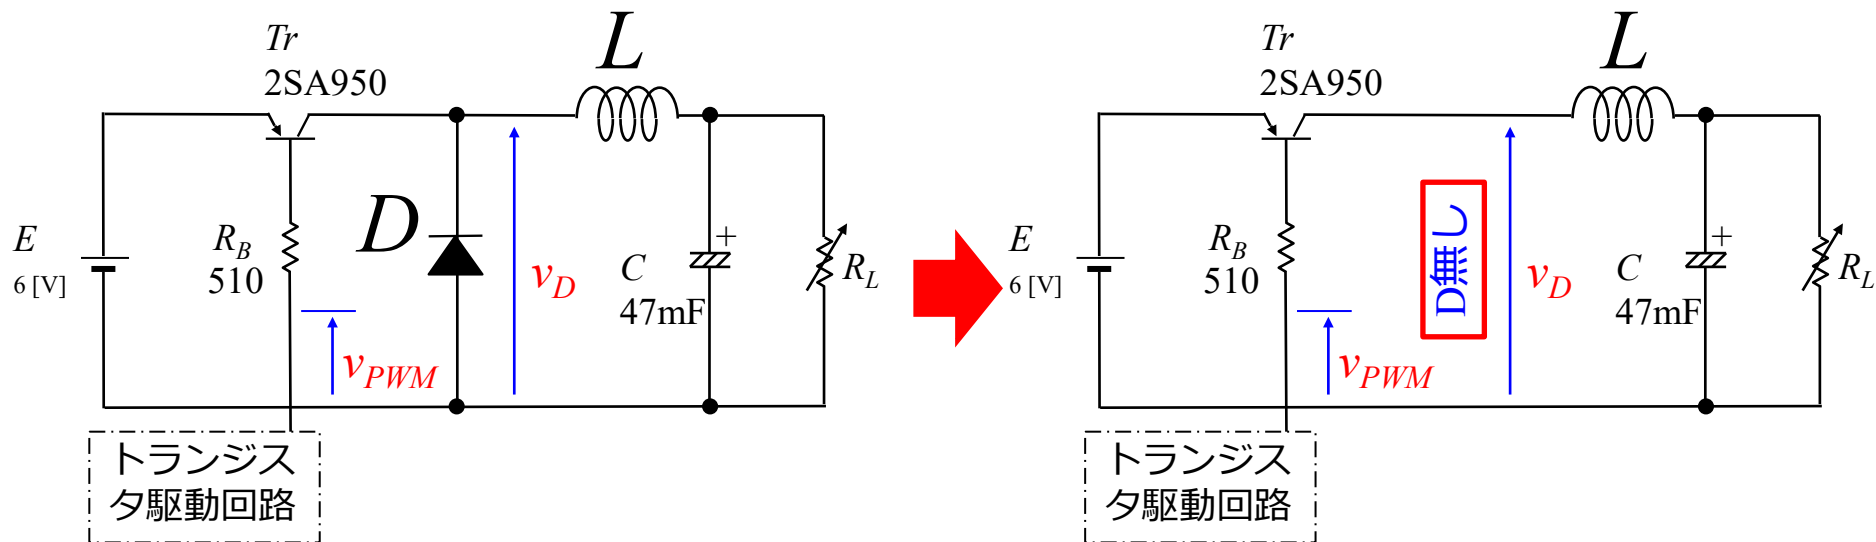 Tr
2SA950
L
E
6 [V]
R_B
510
D
v_D
+
C
47mF
R_L
v_PWM
トランジス
タ駆動回路
Tr
2SA950
L
E
6 [V]
R_B
510
D無し
v_D
+
C
47mF
R_L
v_PWM
トランジス
タ駆動回路